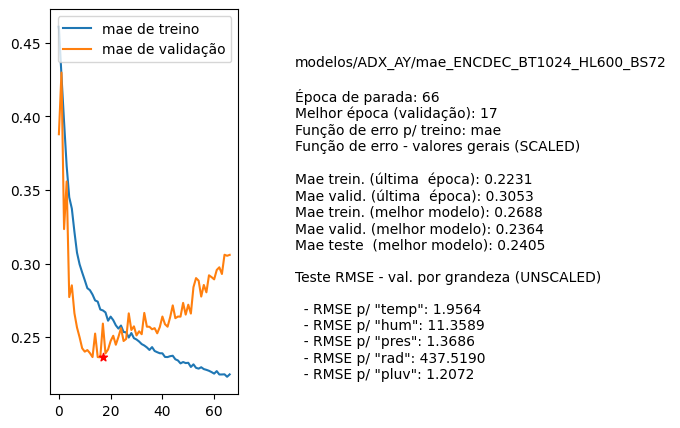 mae de treino
mae de validação
0.45
0.40
0.35
0.30
0.25
0
20
40
60
modelos/ADX_AY/mae_ENCDEC_BT1024_HL600_BS72
Época de parada: 66
Melhor época (validação): 17
Função de erro p/ treino: mae
Função de erro - valores gerais (SCALED)
Mae trein. (última  época): 0.2231
Mae valid. (última  época): 0.3053
Mae trein. (melhor modelo): 0.2688
Mae valid. (melhor modelo): 0.2364
Mae teste  (melhor modelo): 0.2405
Teste RMSE - val. por grandeza (UNSCALED)
- RMSE p/ "temp": 1.9564
- RMSE p/ "hum": 11.3589
- RMSE p/ "pres": 1.3686
- RMSE p/ "rad": 437.5190
- RMSE p/ "pluv": 1.2072